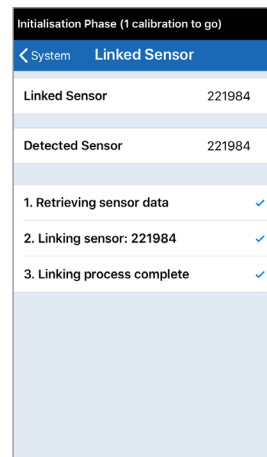 Initialisation Phase (1 calibration to go)
System Linked Sensor
Linked Sensor 221984
Detected Sensor 221984
1. Retrieving sensor data
2. Linking sensor: 221984
3. Linking process complete